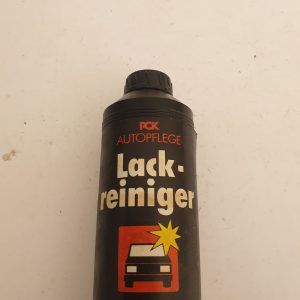 PCK
AUTOPFLEGE
Lack-
reiniger